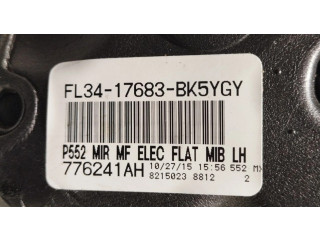 FL34-17683-BK5YGY
P552 MIR MF ELEC FLAT MIB LH
776241AH 10/27/15 15:56 552 MX
8215023 8812 2